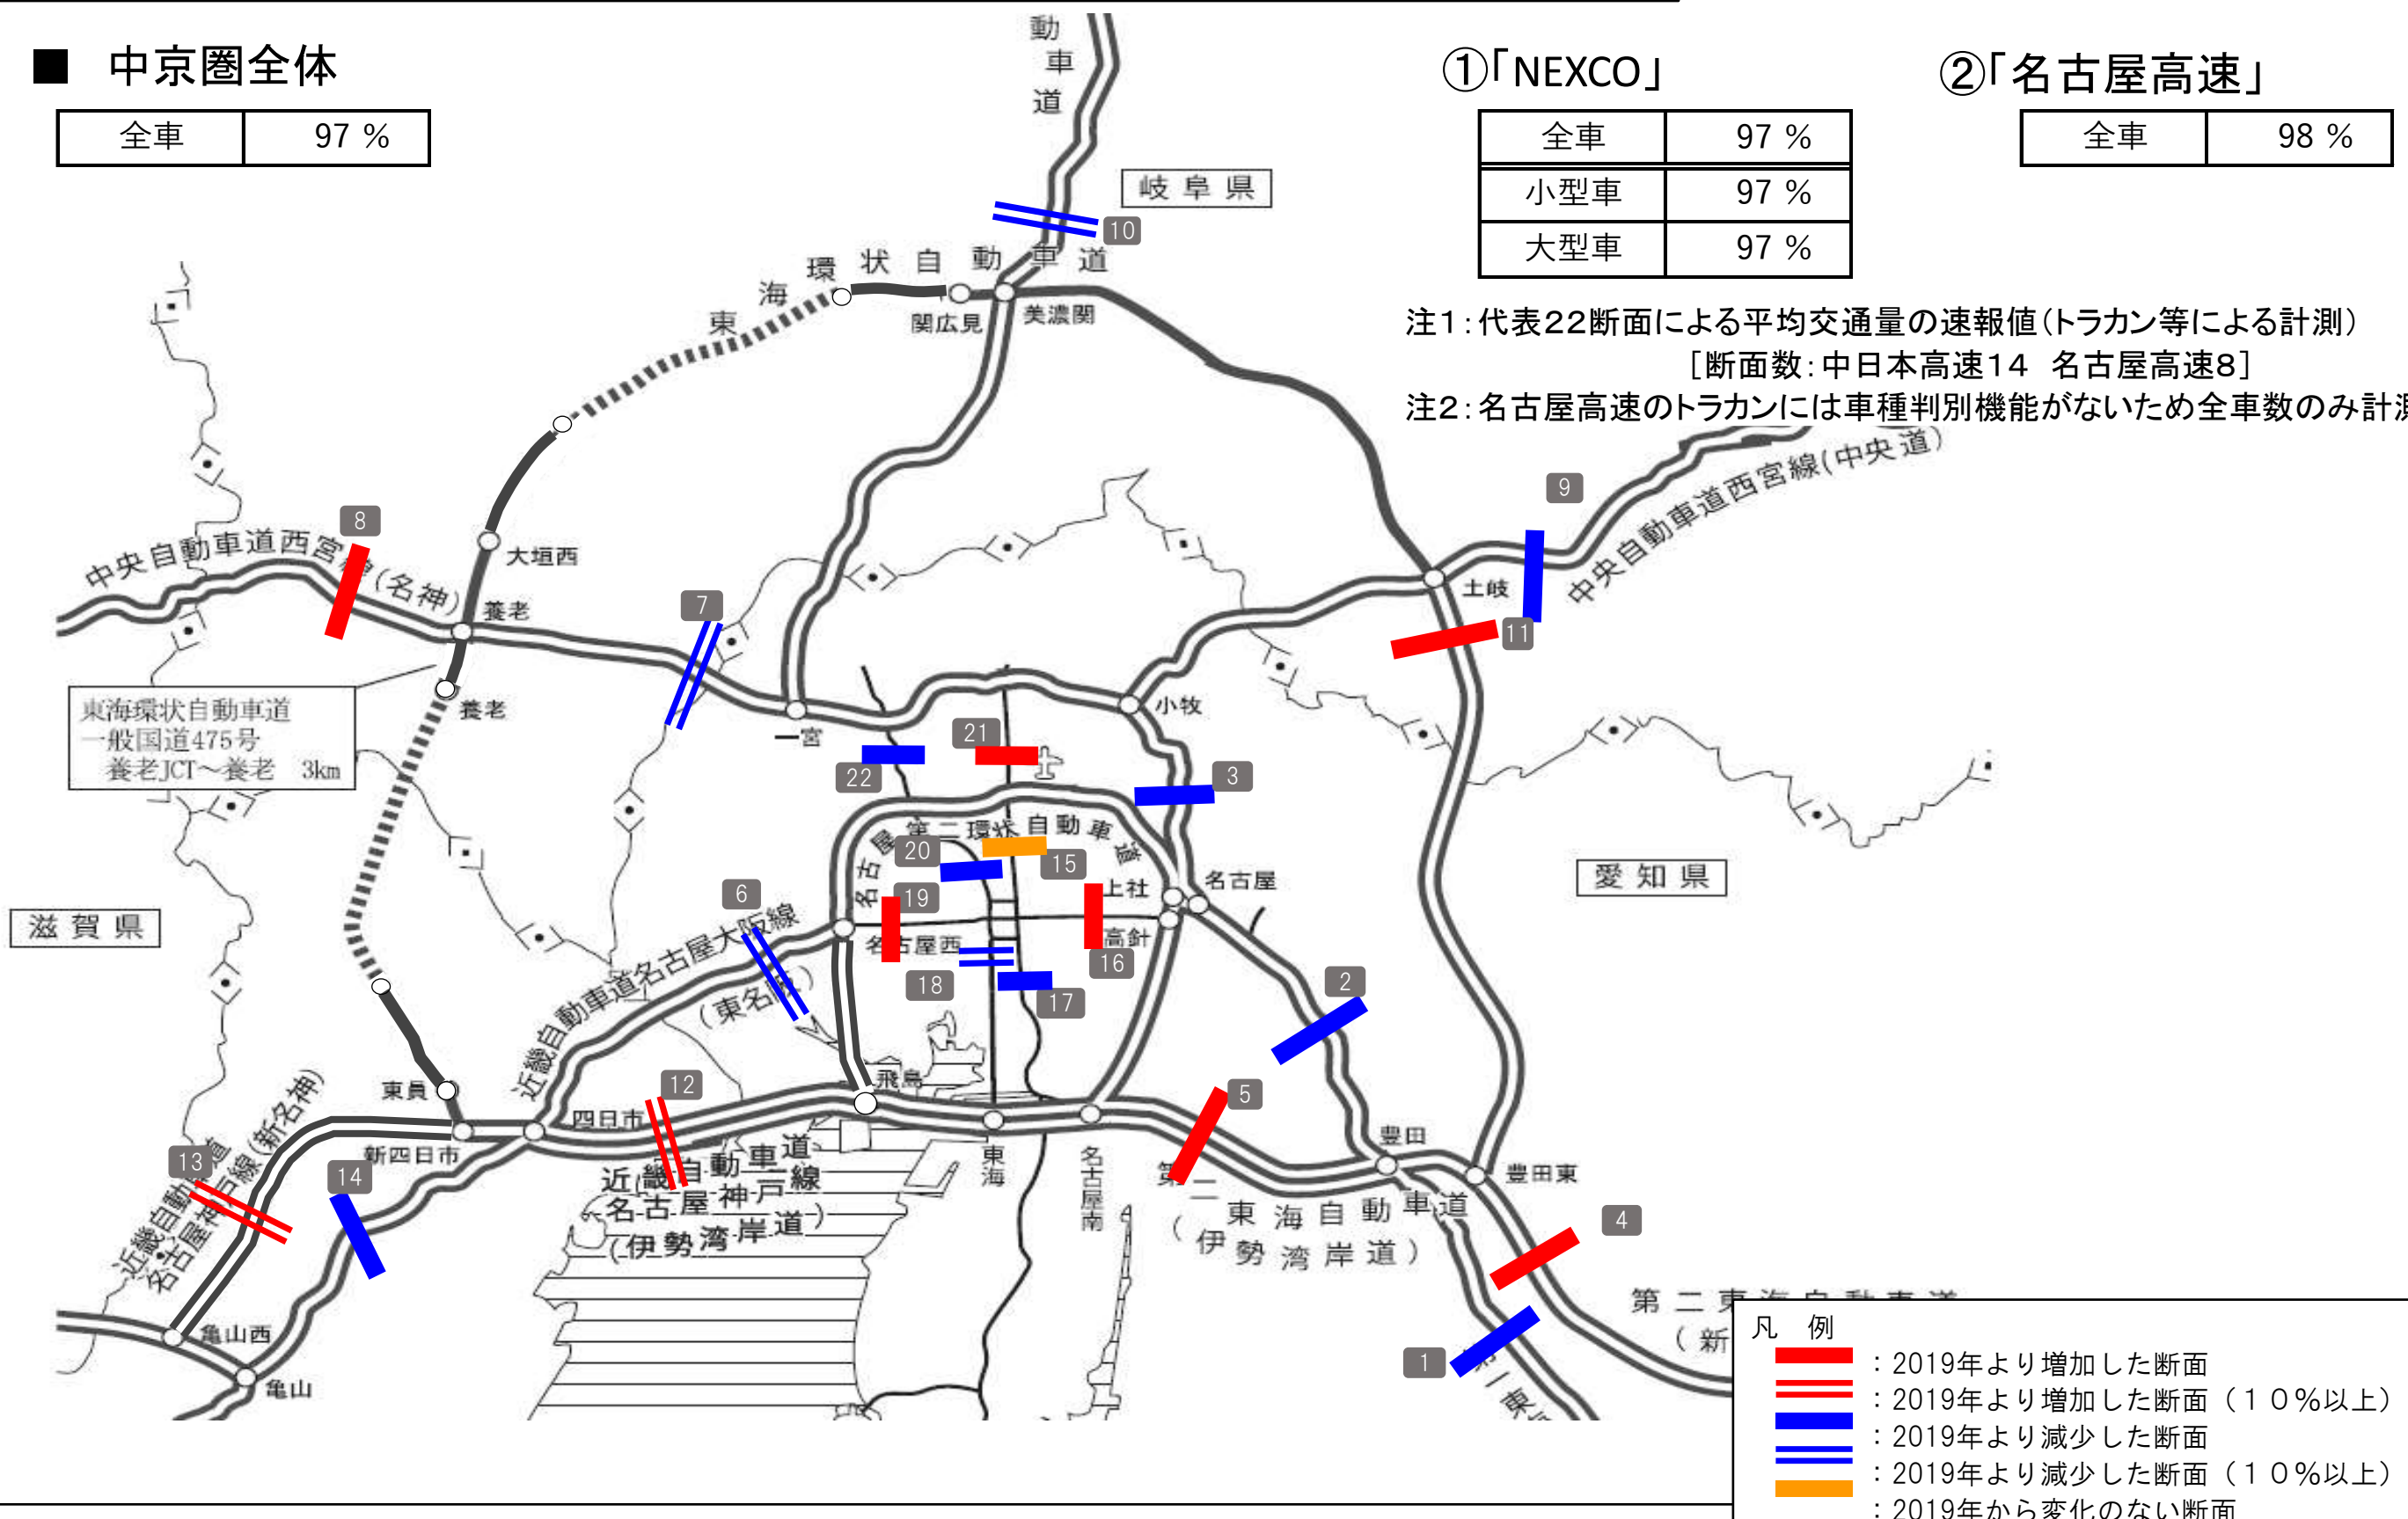 ■ 中京圏全体
全車 97 %
①「NEXCO」
全車 97 %
小型車 97 %
大型車 97 %
②「名古屋高速」
全車 98 %
注1:代表22断面による平均交通量の速報値(トラカン等による計測)
[断面数:中日本高速14 名古屋高速8]
注2:名古屋高速のトラカンには車種判別機能がないため全車数のみ計測
動車道
岐阜県
10
東海環状自動車道
関広見
美濃関
9
中央自動車道西宮線(中央道)
8
中央自動車道西宮線(名神)
大垣西
養老
7
土岐
11
東海環状自動車道
一般国道475号
養老JCT~養老 3km
養老
一宮
小牧
21
22
3
名古屋第二環状自動車道
20
15
上社
名古屋
愛知県
滋賀県
6
19
名古屋西
高針
16
近畿自動車道名古屋大阪線
(東名阪)
18
17
2
東員
飛島
12
5
四日市
新四日市
近畿自動車道
名古屋神戸線
(伊勢湾岸道)
東海
名古屋南
豊田
豊田東
13
14
近畿自動車道
名古屋神戸線(新名神)
第二東海自動車道
(伊勢湾岸道)
4
亀山西
亀山
1
第一東
第二東海自動車道
(新
凡 例
:2019年より増加した断面
:2019年より増加した断面(10%以上)
:2019年より減少した断面
:2019年より減少した断面(10%以上)
:2019年から変化のない断面